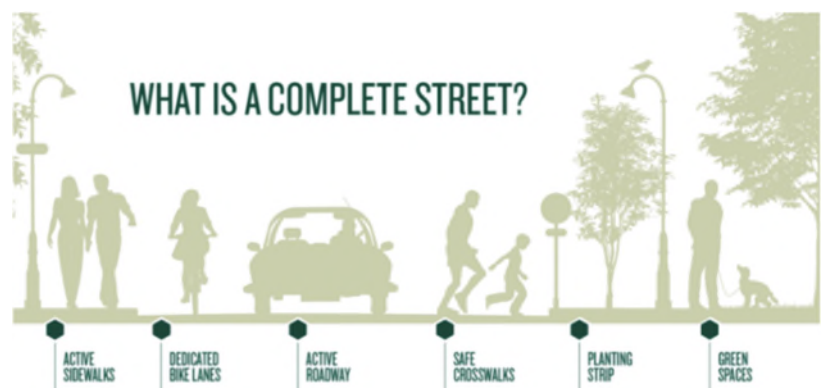 WHAT IS A COMPLETE STREET?
ACTIVE
SIDEWALKS
DEDICATED
BIKE LANES
ACTIVE
ROADWAY
SAFE
CROSSWALKS
PLANTING
STRIP
GREEN
SPACES